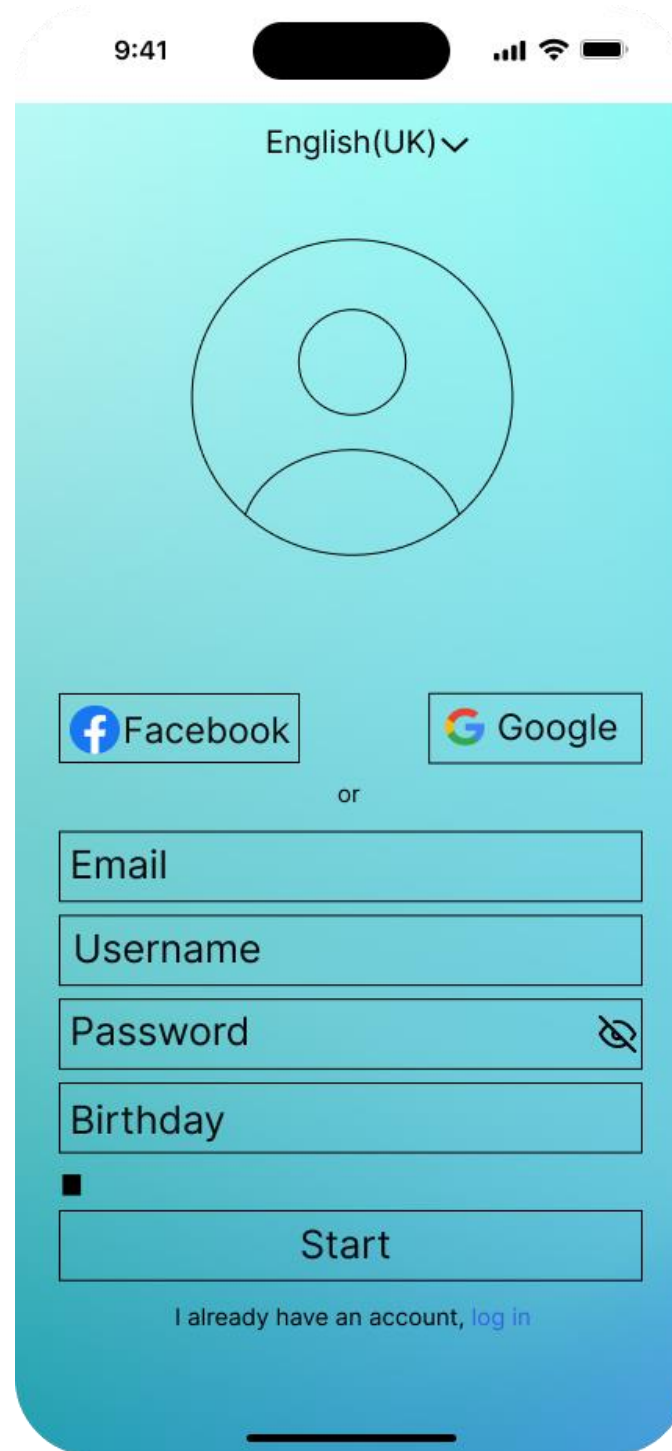 9:41
English(UK)
Facebook
Google
or
Email
Username
Password
Birthday
Start
I already have an account, log in